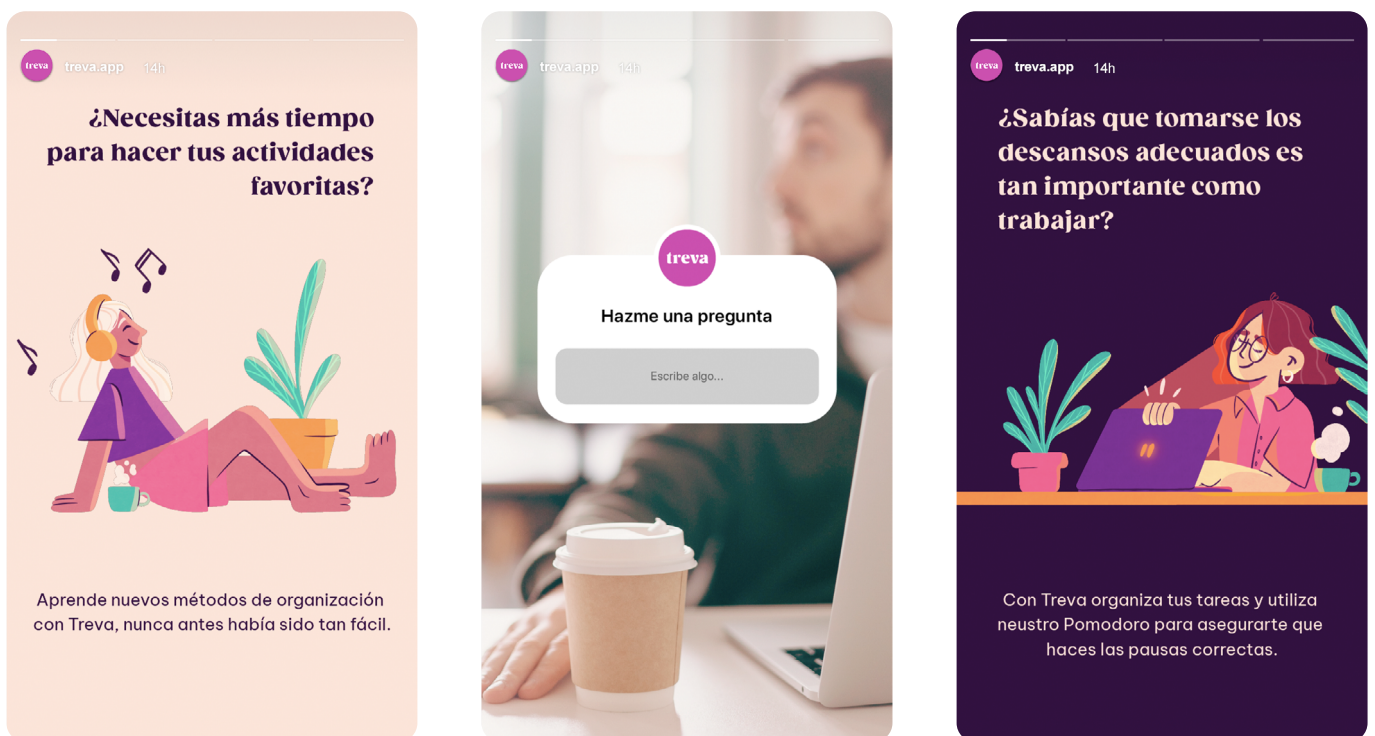 treva
treva.app 14h
¿Necesitas más tiempo
para hacer tus actividades
favoritas?
Aprende nuevos métodos de organización
con Treva, nunca antes había sido tan fácil.
treva
treva.app 14h
treva
Hazme una pregunta
Escribe algo...
treva
treva.app 14h
¿Sabías que tomarse los
descansos adecuados es
tan importante como
trabajar?
Con Treva organiza tus tareas y utiliza
neustro Pomodoro para asegurarte que
haces las pausas correctas.